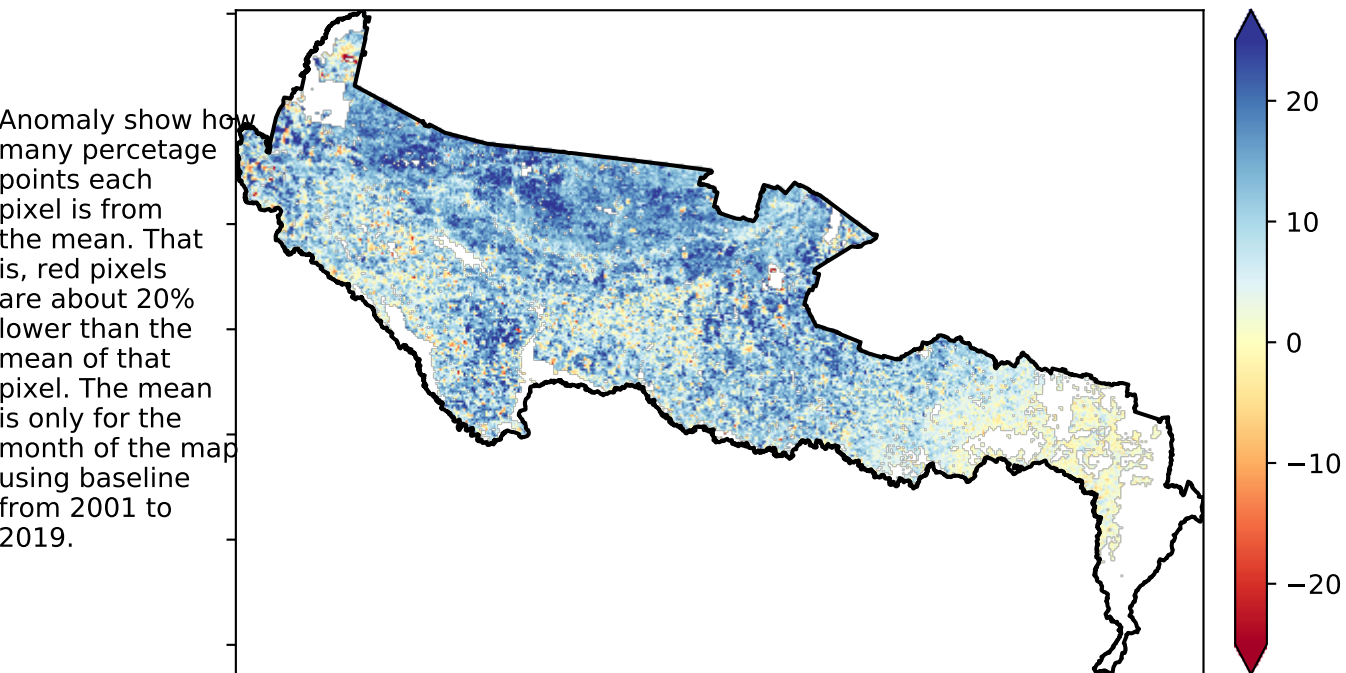 Anomaly show how
many percetage
points each
pixel is from
the mean. That
is, red pixels
are about 20%
lower than the
mean of that
pixel. The mean
is only for the
month of the map
using baseline
from 2001 to
2019.
20
10
0
−10
−20